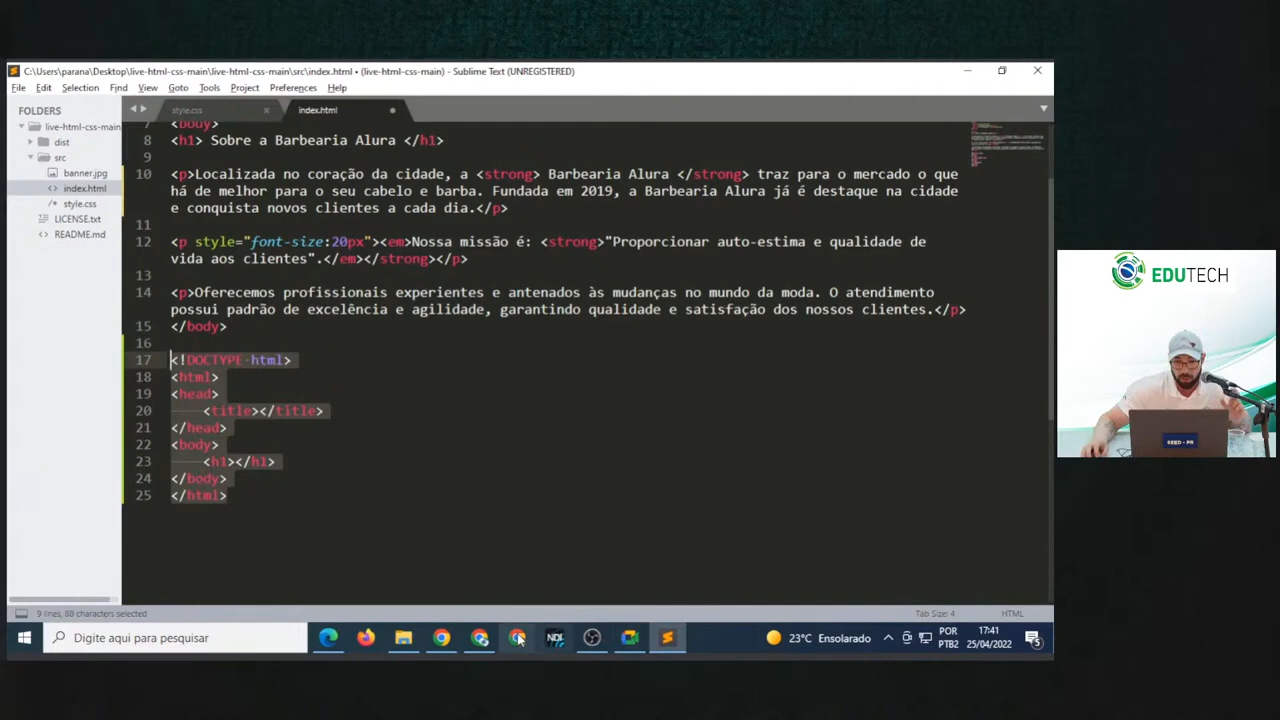 C:\Users\parana\Desktop\live-html-css-main\live-html-css-main\src\index.html • (live-html-css-main) - Sublime Text (UNREGISTERED)
File Edit Selection Find View Goto Tools Project Preferences Help
FOLDERS
live-html-css-main
dist
src
banner.jpg
index.html
style.css
LICENSE.txt
README.md
style.css
index.html
7 <body>
8 <h1> Sobre a Barbearia Alura </h1>
9
10 <p>Localizada no coração da cidade, a <strong> Barbearia Alura </strong> traz para o mercado o que
há de melhor para o seu cabelo e barba. Fundada em 2019, a Barbearia Alura já é destaque na cidade
e conquista novos clientes a cada dia.</p>
11
12 <p style="font-size:20px"><em>Nossa missão é: <strong>"Proporcionar auto-estima e qualidade de
vida aos clientes".</em></strong></p>
13
14 <p>Oferecemos profissionais experientes e antenados às mudanças no mundo da moda. O atendimento
possui padrão de excelência e agilidade, garantindo qualidade e satisfação dos nossos clientes.</p>
15 </body>
16
17 <!DOCTYPE html>
18 <html>
19 <head>
20 <title></title>
21 </head>
22 <body>
23 <h1></h1>
24 </body>
25 </html>
9 lines, 88 characters selected
Tab Size: 4
HTML
Digite aqui para pesquisar
NDI
23°C Ensolarado
POR
PTB2
17:41
25/04/2022
5
EDUTECH
SEED - PR